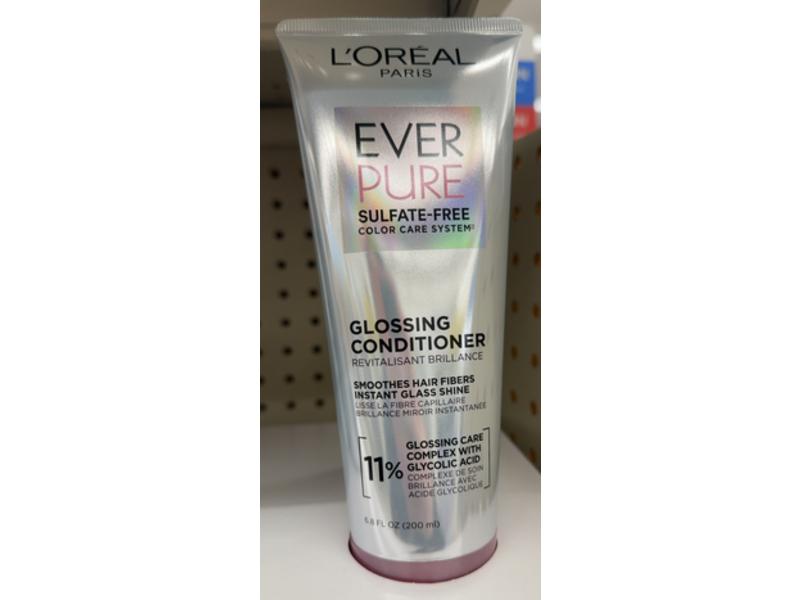 L'ORÉAL
PARIS
EVER
PURE
SULFATE-FREE
COLOR CARE SYSTEM
GLOSSING
CONDITIONER
REVITALISANT BRILLANCE
SMOOTHES HAIR FIBERS
INSTANT GLASS SHINE
LISSE LA FIBRE CAPILLAIRE
BRILLANCE MIROIR INSTANTANÉE
11%
GLOSSING CARE
COMPLEX WITH
GLYCOLIC ACID
COMPLEXE DE SOIN
BRILLANCE AVEC
ACIDE GLYCOLIQUE
6.8 FL OZ (200 ml)